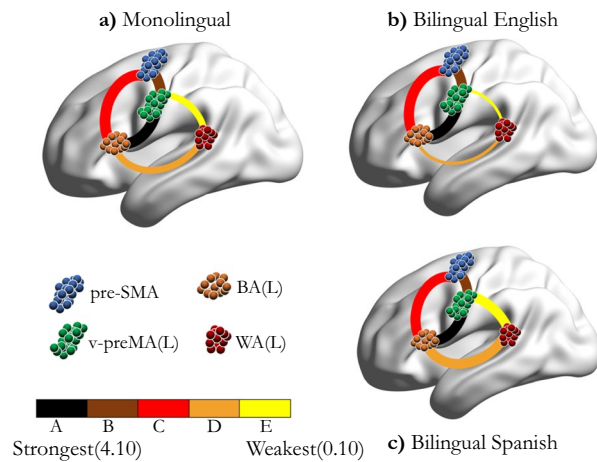 a) Monolingual
b) Bilingual English
pre-SMA
BA(L)
v-preMA(L)
WA(L)
A B C D E
Strongest(4.10) Weakest(0.10)
c) Bilingual Spanish